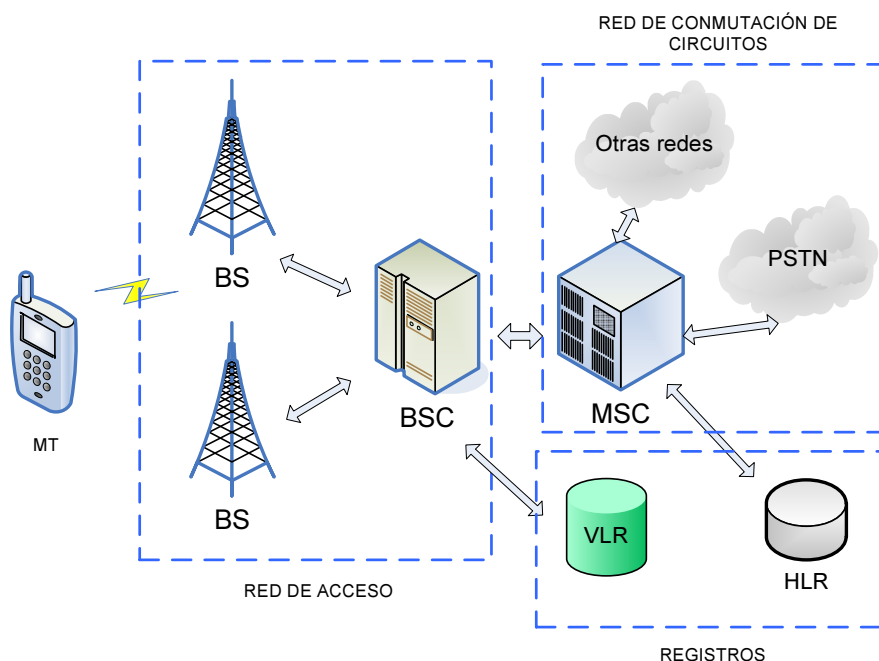 RED DE CONMUTACIÓN DE
CIRCUITOS
Otras redes
PSTN
BS
MT
BSC
MSC
BS
VLR
HLR
RED DE ACCESO
REGISTROS